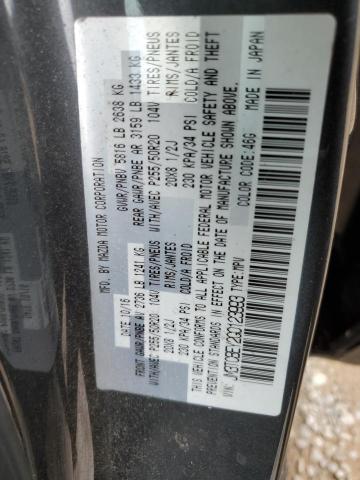 MFD. BY MAZDA MOTOR CORPORATION
DATE 10/16 GVWR/PNBV 5816 LB 2638 KG
FRONT GAWR/PNBE AV 2736 LB 1241 KG REAR GAWR/PNBE AR 3159 LB 1433 KG
WITH/AVEC P255/50R20 104V TIRES/PNEUS WITH/AVEC P255/50R20 104V TIRES/PNEUS
20X8 1/2J RIMS/JANTES 20X8 1/2J RIMS/JANTES
230 KPA/34 PSI COLD/A FROID 230 KPA/34 PSI COLD/A FROID
THIS VEHICLE CONFORMS TO ALL APPLICABLE FEDERAL MOTOR VEHICLE SAFETY AND THEFT
PREVENTION STANDARDS IN EFFECT ON THE DATE OF MANUFACTURE SHOWN ABOVE.
TYPE:MPV COLOR: 46G MADE IN JAPAN